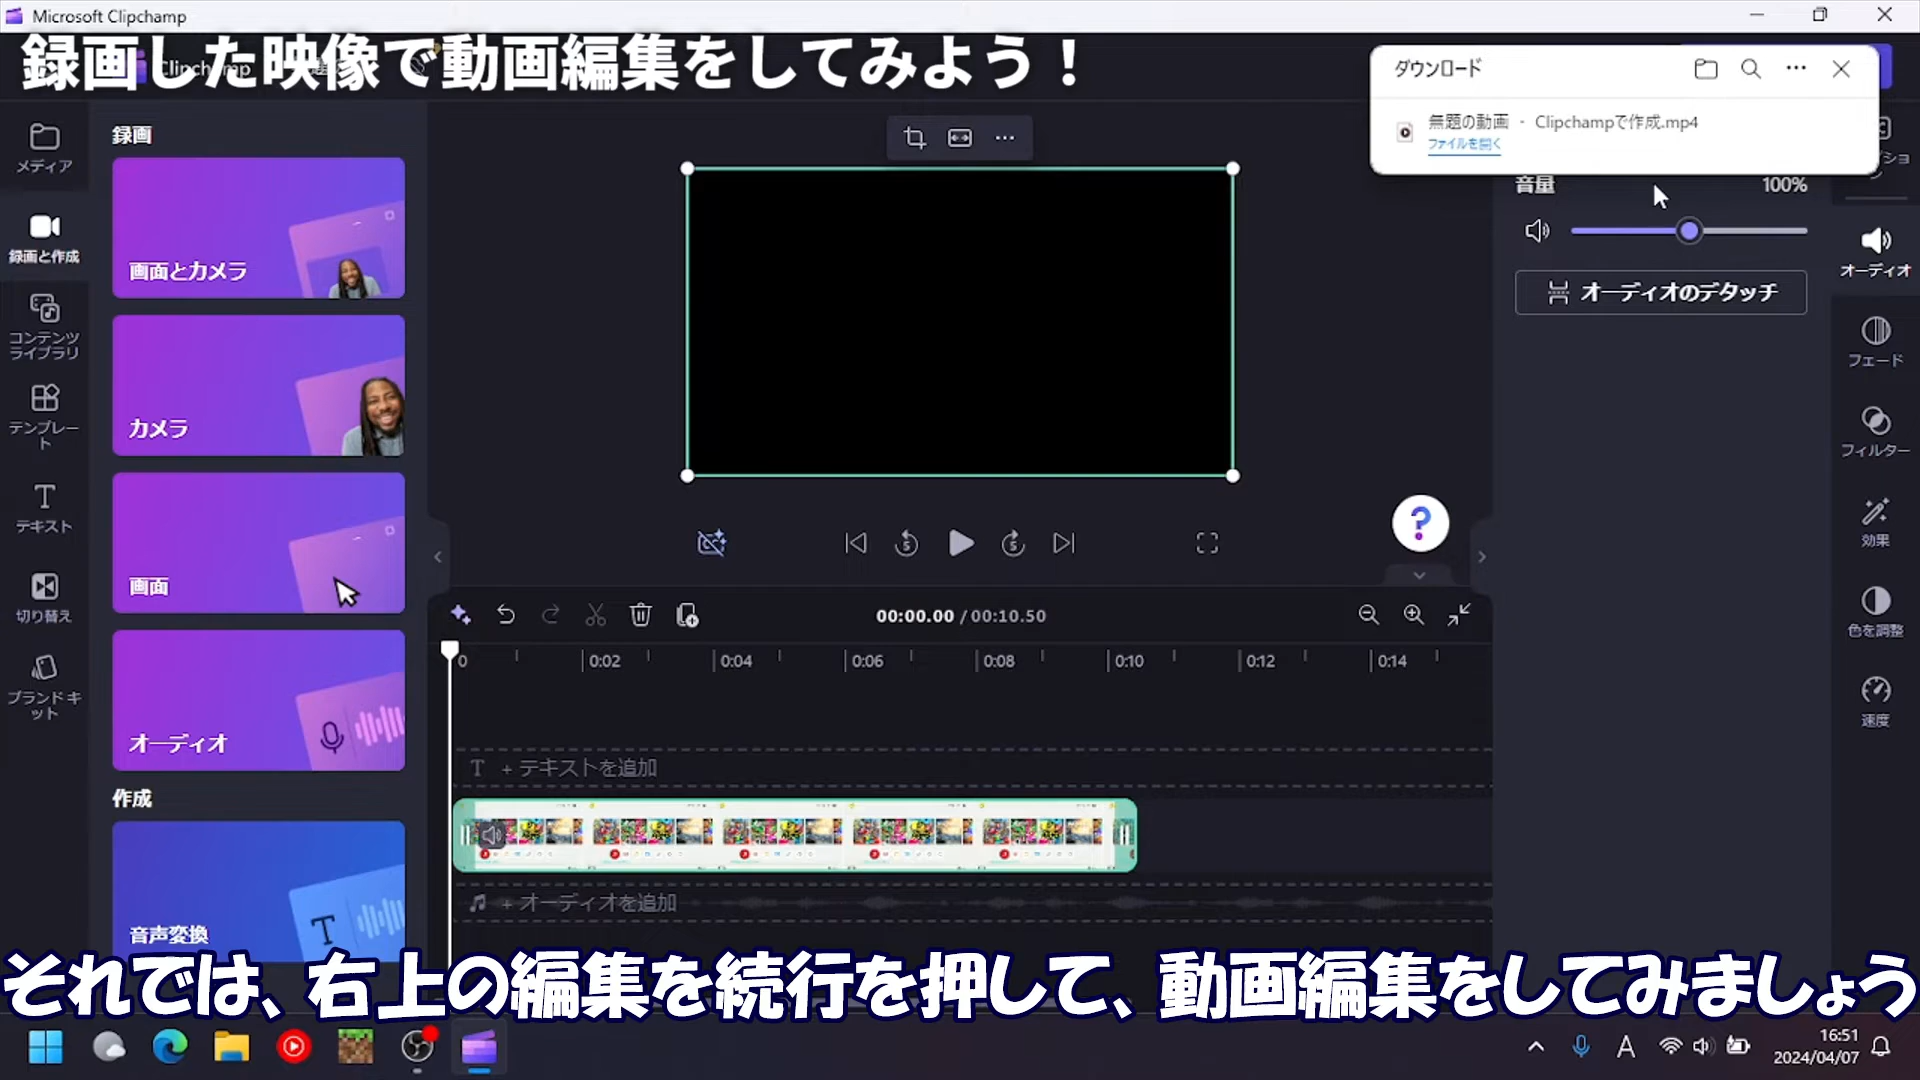 Microsoft Clipchamp
録画した映像で動画編集をしてみよう！
Clipchamp
ダウンロード
無題の動画 ‐ Clipchampで作成.mp4
ファイルを開く
メディア
録画と作成
コンテンツ
ライブラリ
テンプレー
ト
テキスト
切り替え
ブランド キ
ット
録画
画面とカメラ
カメラ
画面
オーディオ
作成
音声変換
音量
100%
オーディオのデタッチ
オーディオ
フェード
フィルター
効果
色を調整
速度
00:00.00 / 00:10.50
0
0:02
0:04
0:06
0:08
0:10
0:12
0:14
T + テキストを追加
+ オーディオを追加
それでは、右上の編集を続行を押して、動画編集をしてみましょう
A
16:51
2024/04/07